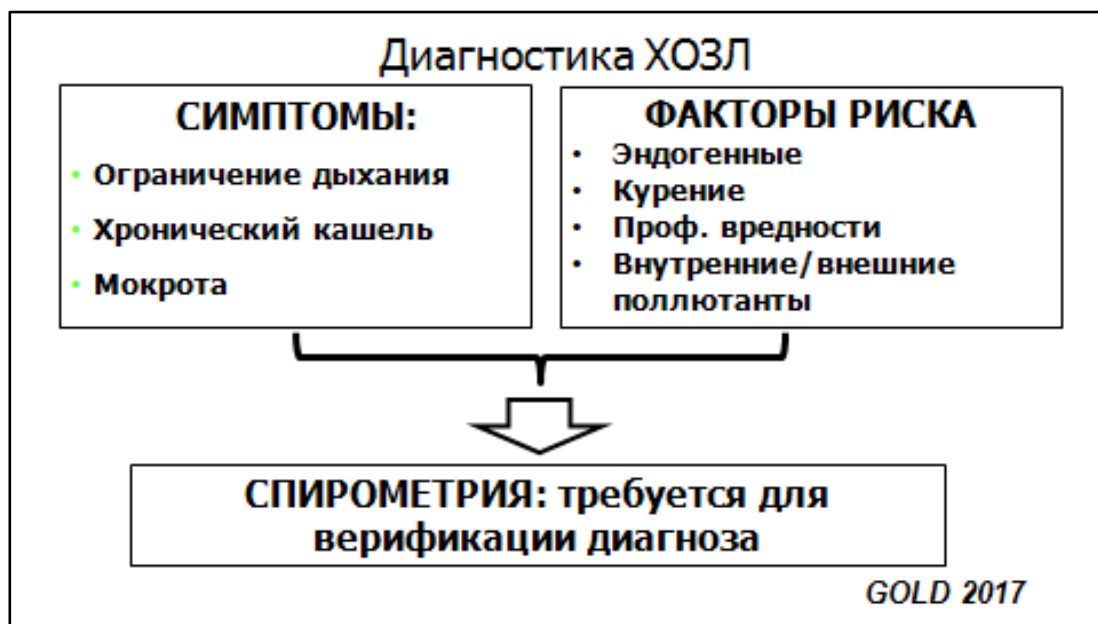 Диагностика ХОЗЛ
СИМПТОМЫ:
• Ограничение дыхания
• Хронический кашель
• Мокрота
ФАКТОРЫ РИСКА
• Эндогенные
• Курение
• Проф. вредности
• Внутренние/внешние
поллютанты
СПИРОМЕТРИЯ: требуется для
верификации диагноза
GOLD 2017